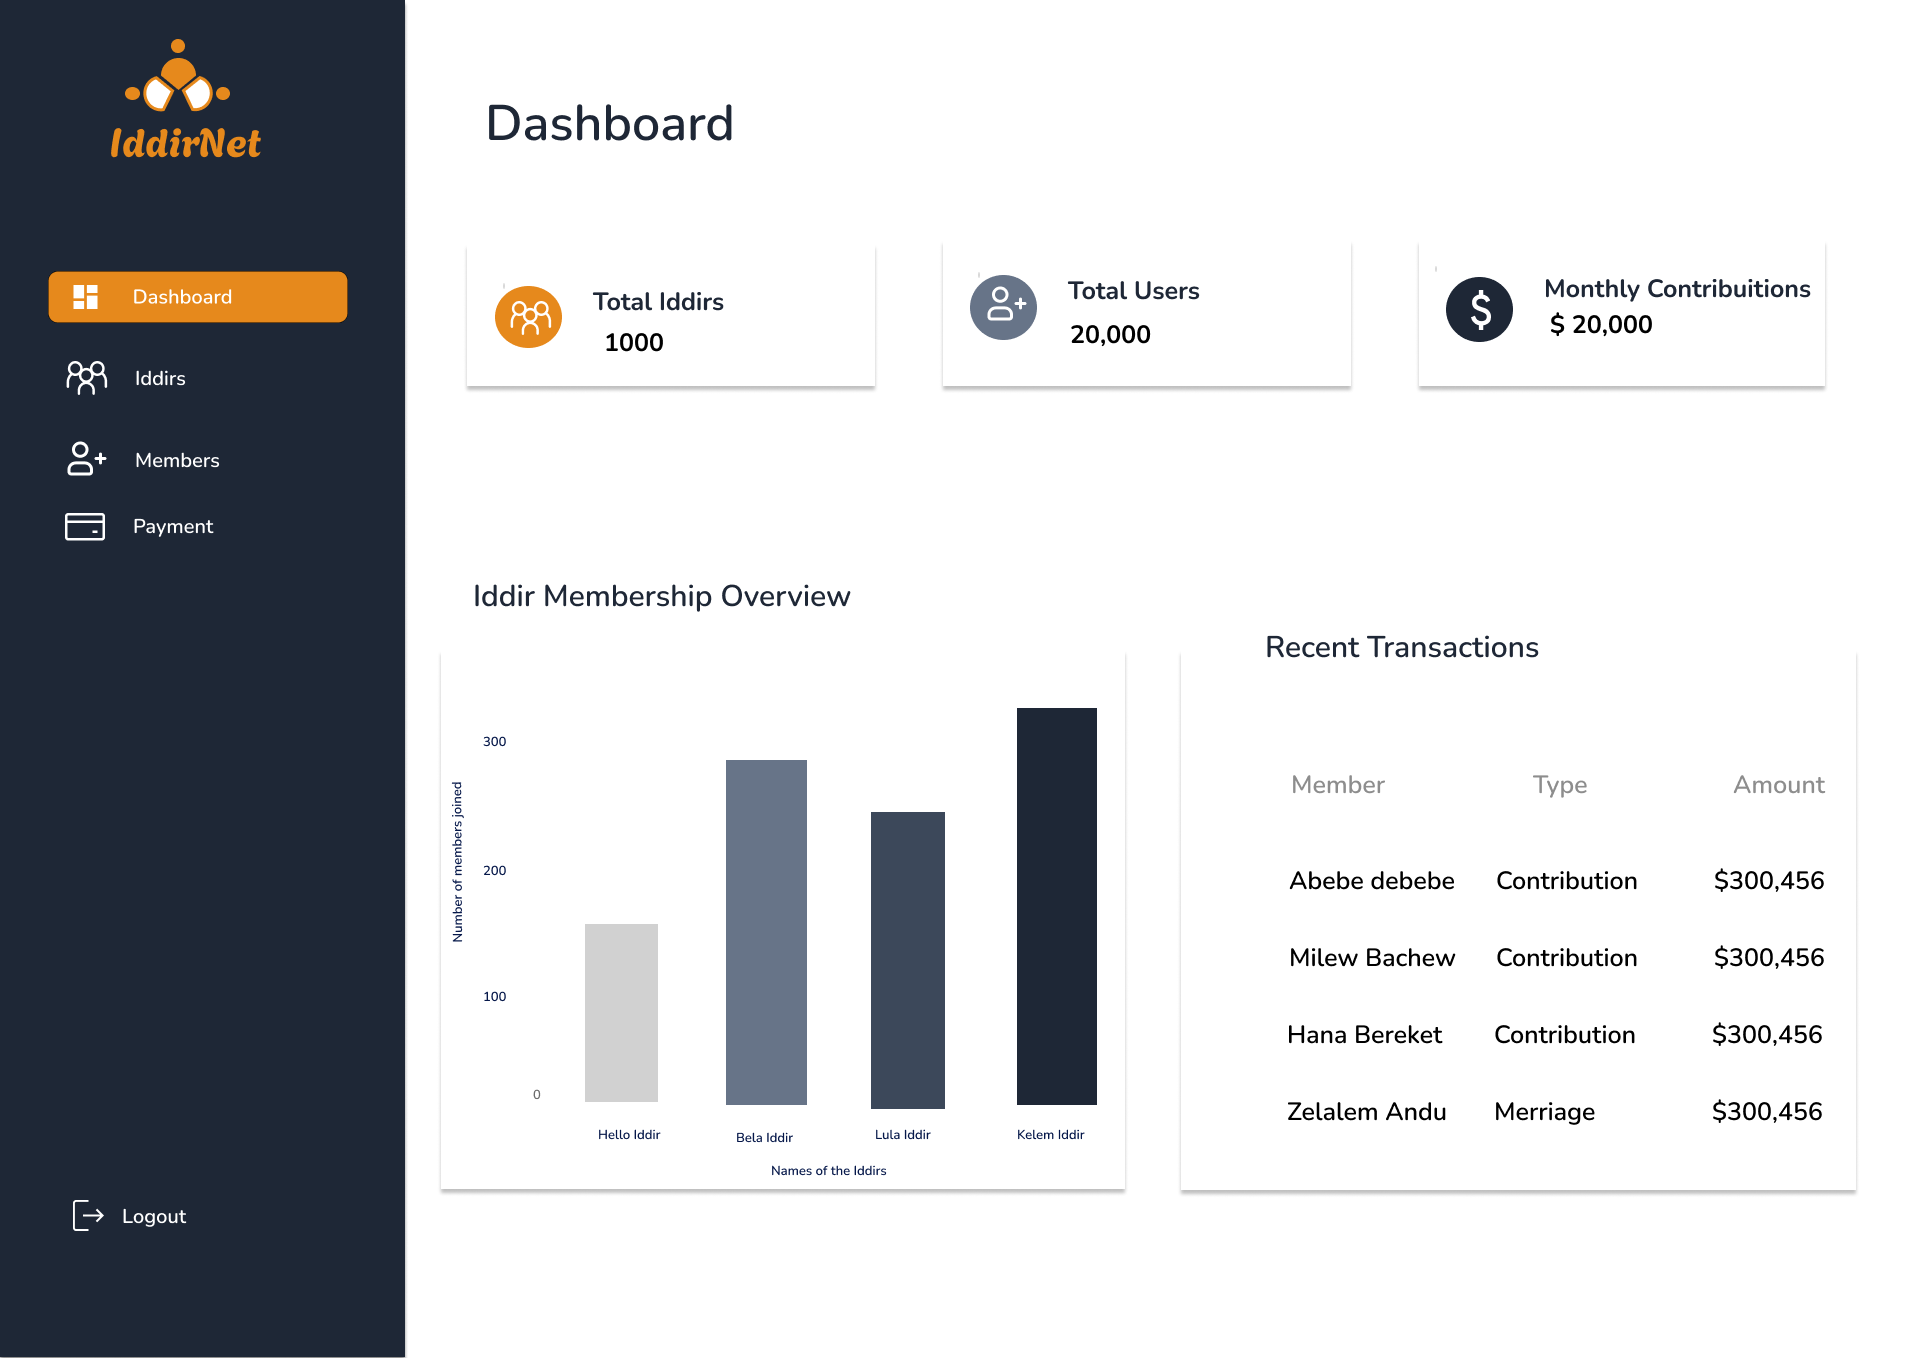 IddirNet
Dashboard
Iddirs
Members
Payment
Logout
Dashboard
Total Iddirs
1000
Total Users
20,000
Monthly Contribuitions
$ 20,000
Iddir Membership Overview
Number of members joined
300
200
100
0
Hello Iddir
Bela Iddir
Lula Iddir
Kelem Iddir
Names of the Iddirs
Recent Transactions
Member Type Amount
Abebe debebe Contribution $300,456
Milew Bachew Contribution $300,456
Hana Bereket Contribution $300,456
Zelalem Andu Merriage $300,456